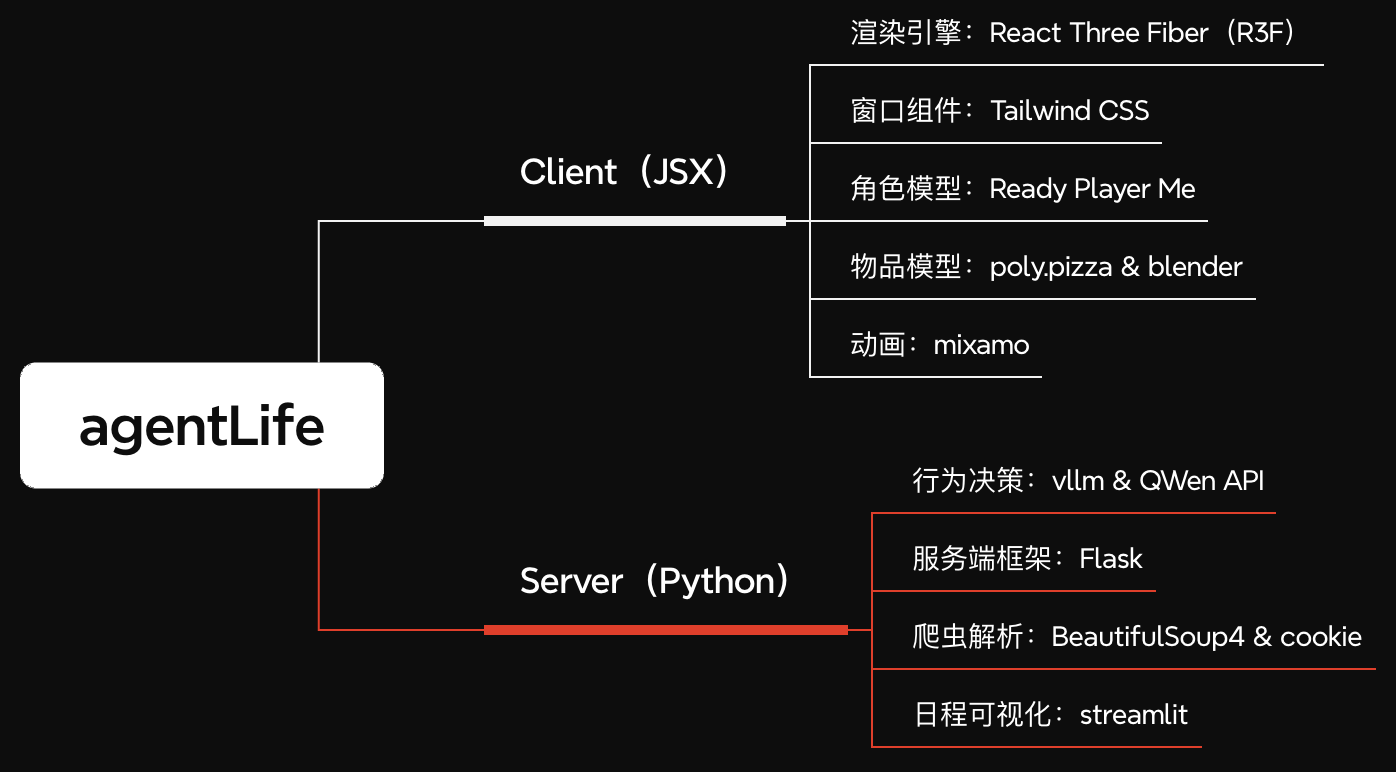 agentLife
Client（JSX）
渲染引擎：React Three Fiber（R3F）
窗口组件：Tailwind CSS
角色模型：Ready Player Me
物品模型：poly.pizza & blender
动画：mixamo
Server（Python）
行为决策：vllm & QWen API
服务端框架：Flask
爬虫解析：BeautifulSoup4 & cookie
日程可视化：streamlit